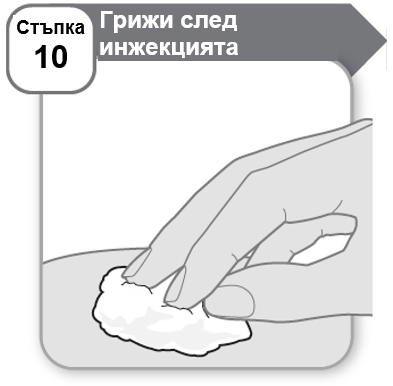 Стъпка
10
Грижи след
инжекцията